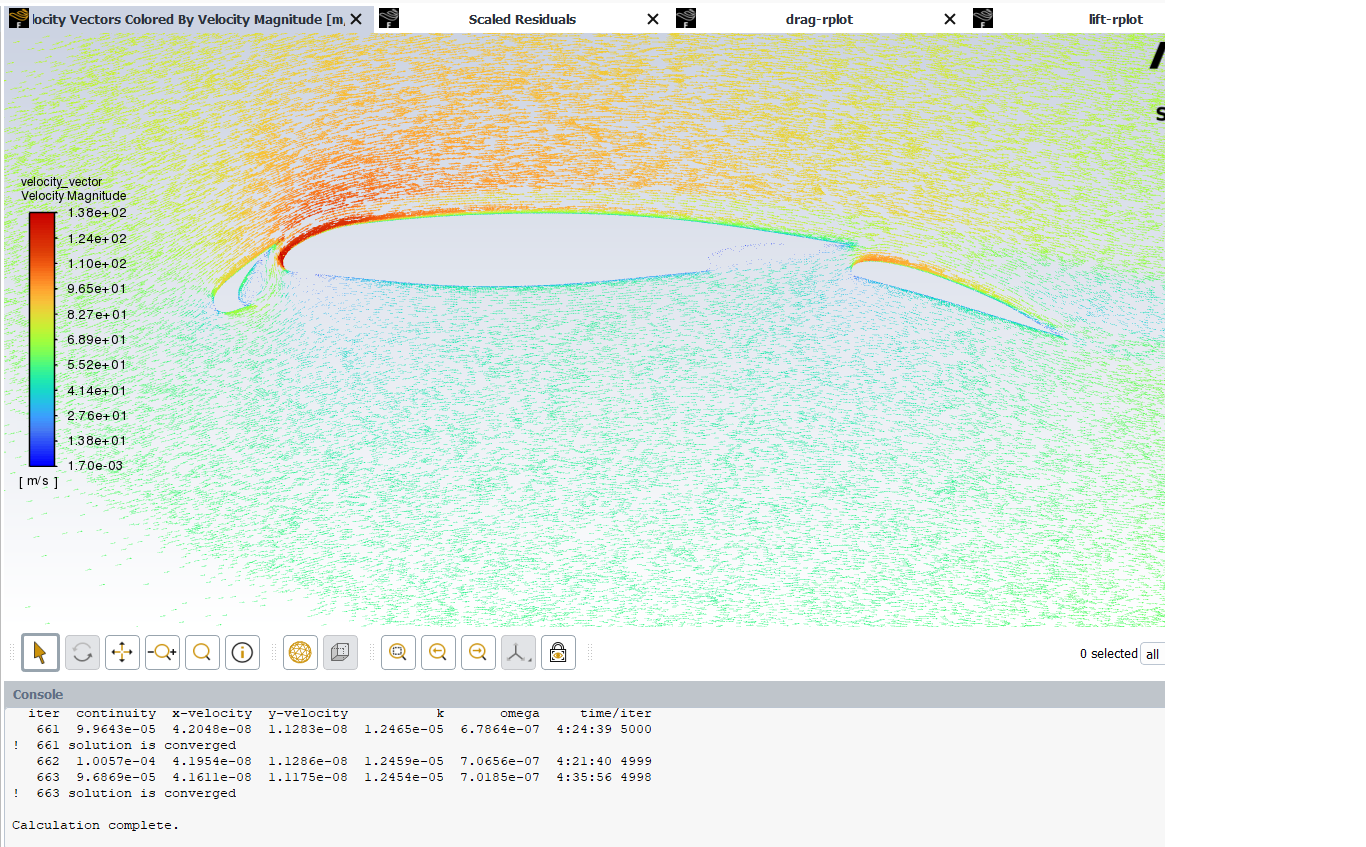 locity Vectors Colored By Velocity Magnitude [m,
Scaled Residuals
drag-rplot
lift-rplot
velocity_vector
Velocity Magnitude
1.38e+02
1.24e+02
1.10e+02
9.65e+01
8.27e+01
6.89e+01
5.52e+01
4.14e+01
2.76e+01
1.38e+01
1.70e-03
[ m/s ]
0 selected all
Console
iter continuity x-velocity y-velocity k omega time/iter
661 9.9643e-05 4.2048e-08 1.1283e-08 1.2465e-05 6.7864e-07 4:24:39 5000
! 661 solution is converged
662 1.0057e-04 4.1954e-08 1.1286e-08 1.2459e-05 7.0656e-07 4:21:40 4999
663 9.6869e-05 4.1611e-08 1.1175e-08 1.2454e-05 7.0185e-07 4:35:56 4998
! 663 solution is converged
Calculation complete.